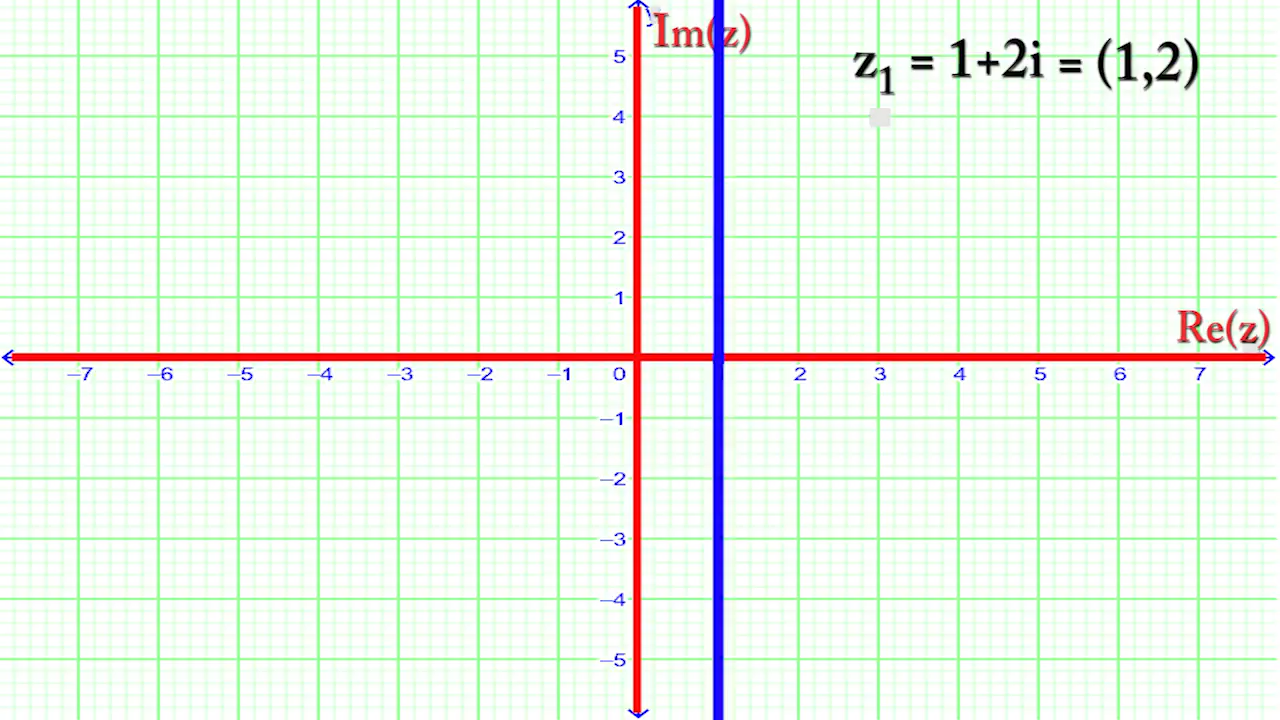 Im(z)
z₁ = 1+2i = (1,2)
5
4
3
2
1
Re(z)
−7 −6 −5 −4 −3 −2 −1 0 2 3 4 5 6 7
−1
−2
−3
−4
−5